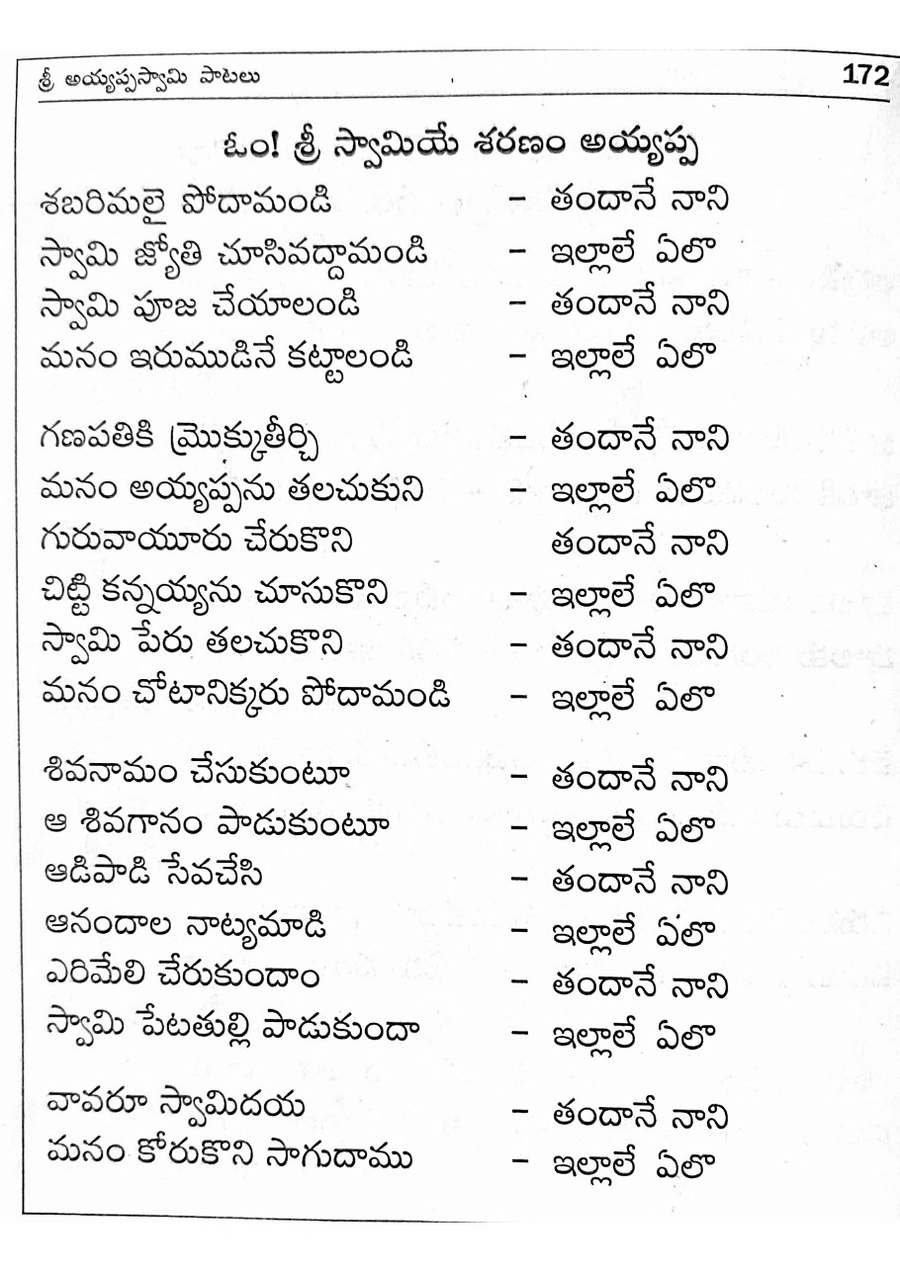 శ్రీ అయ్యప్పస్వామి పాటలు 172
ఓం! శ్రీ స్వామియే శరణం అయ్యప్ప
శబరిమలై పోదామండి – తందానే నాని
స్వామి జ్యోతి చూసివద్దామండి – ఇల్లాలే ఏలొ
స్వామి పూజ చేయాలండి – తందానే నాని
మనం ఇరుముడినే కట్టాలండి – ఇల్లాలే ఏలొ
గణపతికి మ్రొక్కుతీర్చి – తందానే నాని
మనం అయ్యప్పను తలచుకుని – ఇల్లాలే ఏలొ
గురువాయూరు చేరుకొని తందానే నాని
చిట్టి కన్నయ్యను చూసుకొని – ఇల్లాలే ఏలొ
స్వామి పేరు తలచుకొని – తందానే నాని
మనం చోటానిక్కరు పోదామండి – ఇల్లాలే ఏలొ
శివనామం చేసుకుంటూ – తందానే నాని
ఆ శివగానం పాడుకుంటూ – ఇల్లాలే ఏలొ
ఆడిపాడి సేవచేసి – తందానే నాని
ఆనందాల నాట్యమాడి – ఇల్లాలే ఏలొ
ఎరిమేలి చేరుకుందాం – తందానే నాని
స్వామి పేటతుల్లి పాడుకుందా – ఇల్లాలే ఏలొ
వావరూ స్వామిదయ – తందానే నాని
మనం కోరుకొని సాగుదాము – ఇల్లాలే ఏలొ